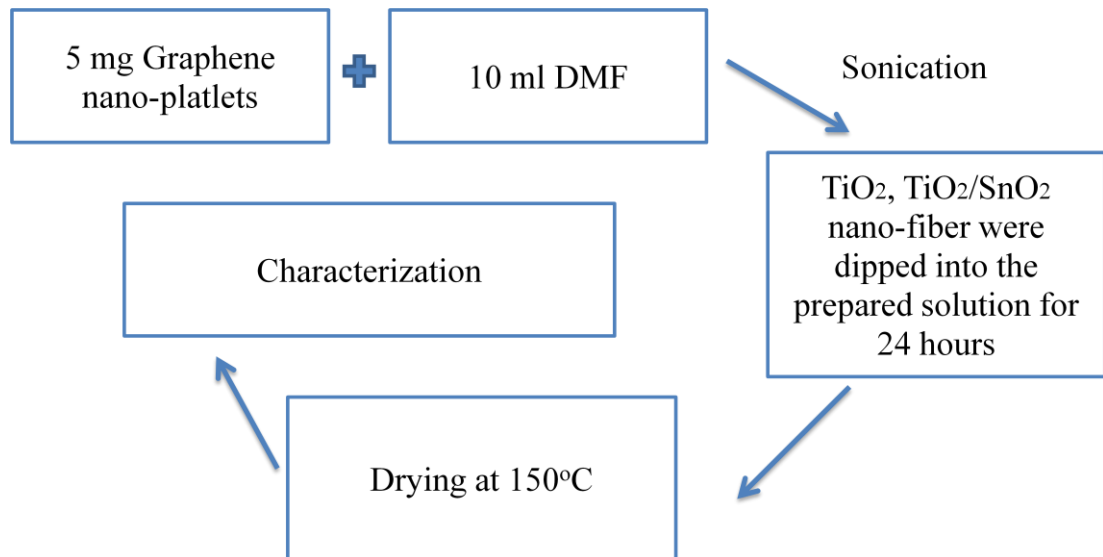 5 mg Graphene
nano-platlets
10 ml DMF
Sonication
TiO2, TiO2/SnO2
nano-fiber were
dipped into the
prepared solution for
24 hours
Drying at 150oC
Characterization